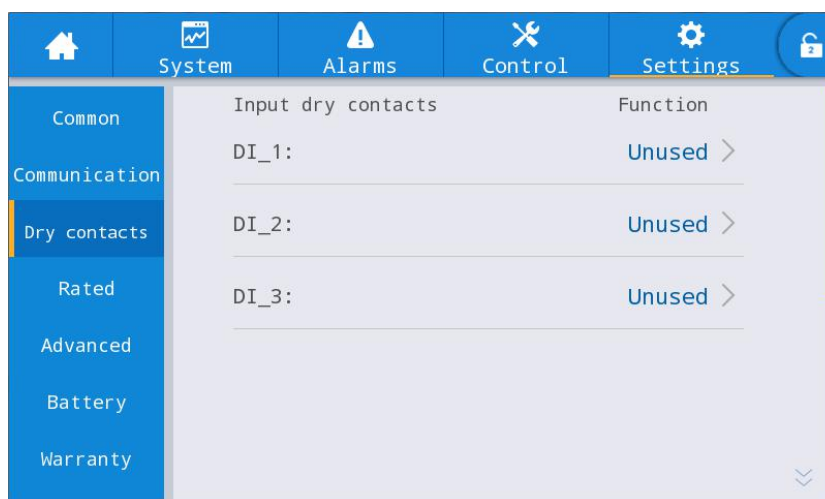 System
Alarms
Control
Settings
2
Common
Communication
Dry contacts
Rated
Advanced
Battery
Warranty
Input dry contacts Function
DI_1: Unused
DI_2: Unused
DI_3: Unused